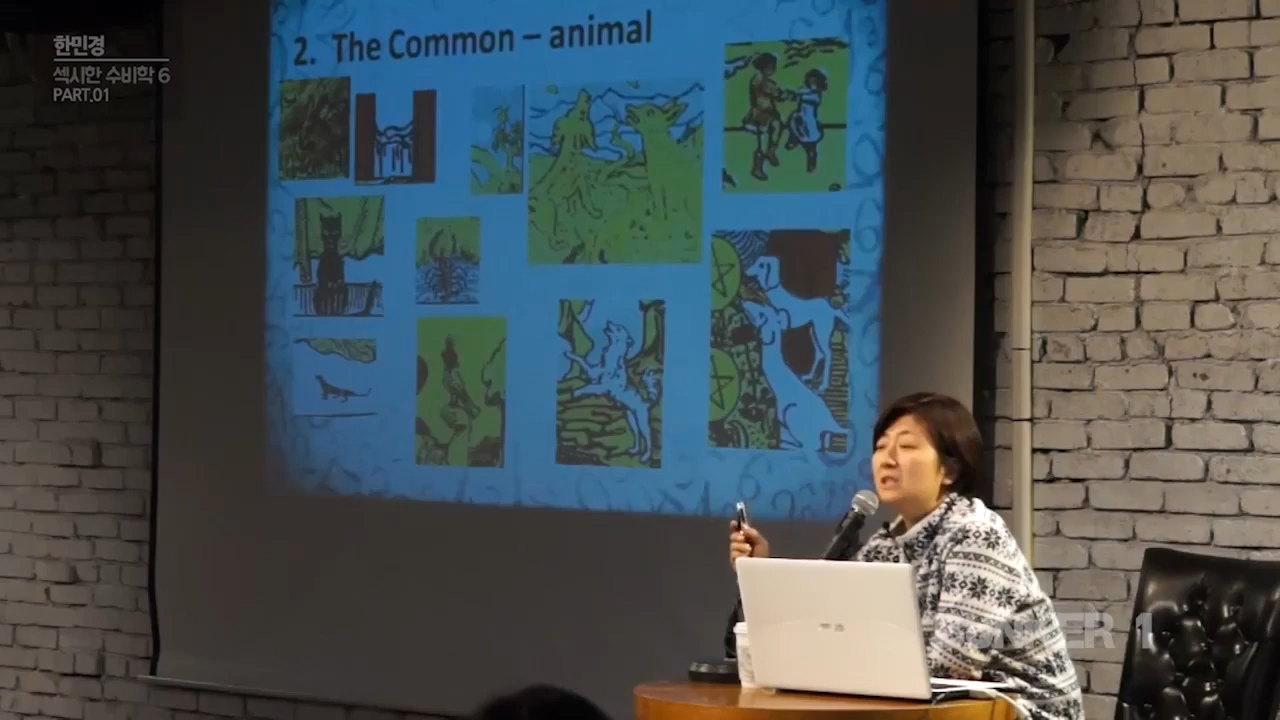 한민경
섹시한 수비학 6
PART.01
2. The Common – animal